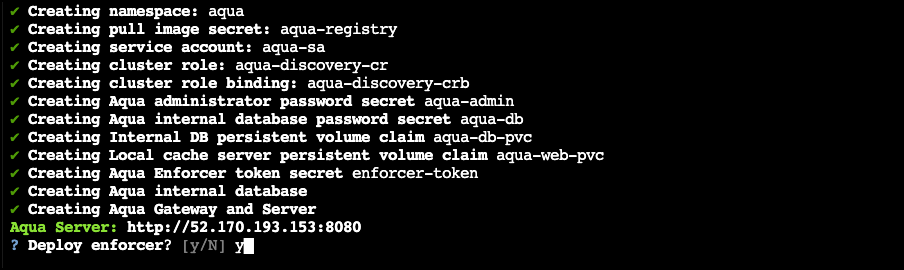 ✔ Creating namespace: aqua
✔ Creating pull image secret: aqua-registry
✔ Creating service account: aqua-sa
✔ Creating cluster role: aqua-discovery-cr
✔ Creating cluster role binding: aqua-discovery-crb
✔ Creating Aqua administrator password secret aqua-admin
✔ Creating Aqua internal database password secret aqua-db
✔ Creating Internal DB persistent volume claim aqua-db-pvc
✔ Creating Local cache server persistent volume claim aqua-web-pvc
✔ Creating Aqua Enforcer token secret enforcer-token
✔ Creating Aqua internal database
✔ Creating Aqua Gateway and Server
Aqua Server: http://52.170.193.153:8080
? Deploy enforcer? [y/N] y